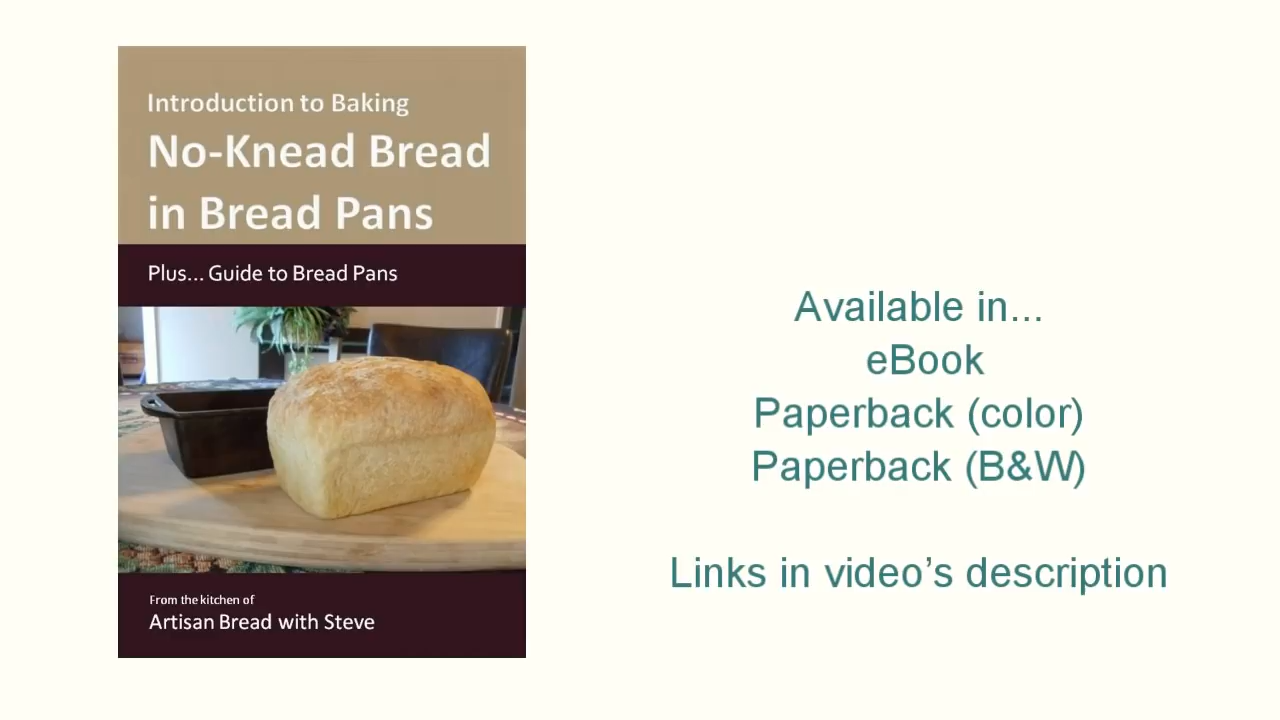 Introduction to Baking
No-Knead Bread
in Bread Pans
Plus... Guide to Bread Pans
From the kitchen of
Artisan Bread with Steve
Available in...
eBook
Paperback (color)
Paperback (B&W)
Links in video’s description